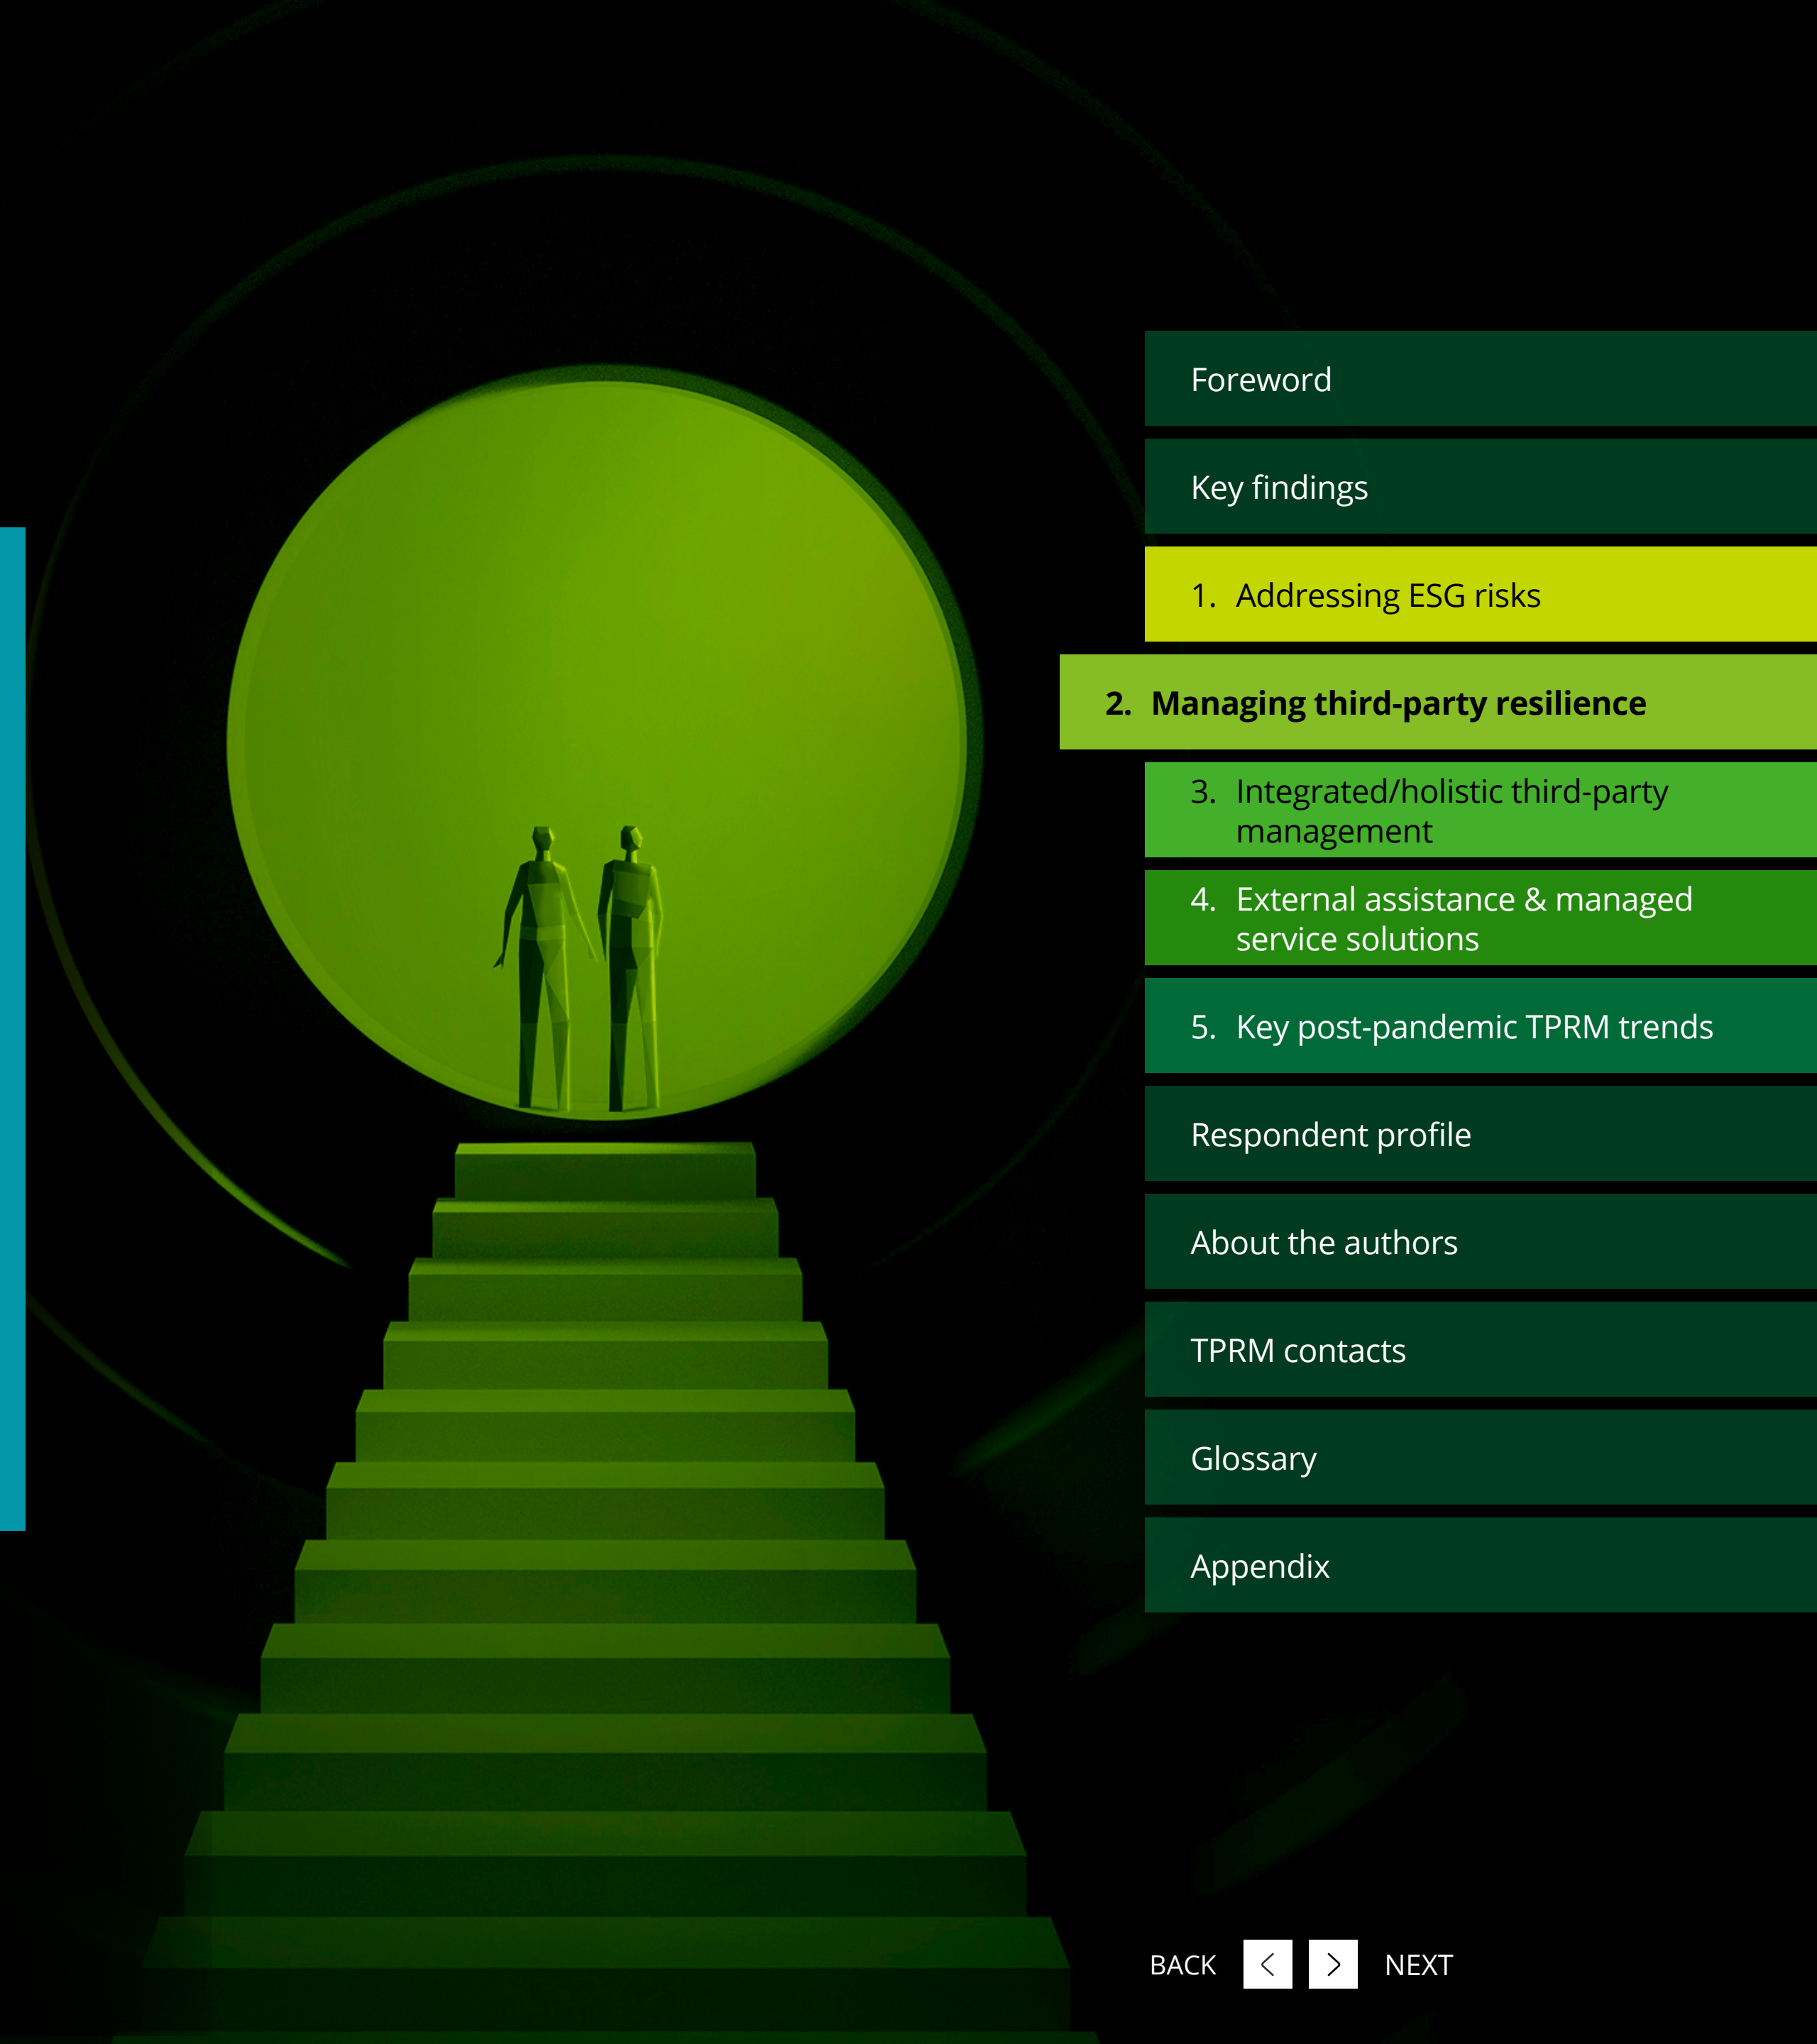 Foreword
Key findings
1. Addressing ESG risks
2. Managing third-party resilience
3. Integrated/holistic third-party
management
4. External assistance & managed
service solutions
5. Key post-pandemic TPRM trends
Respondent profile
About the authors
TPRM contacts
Glossary
Appendix
BACK NEXT